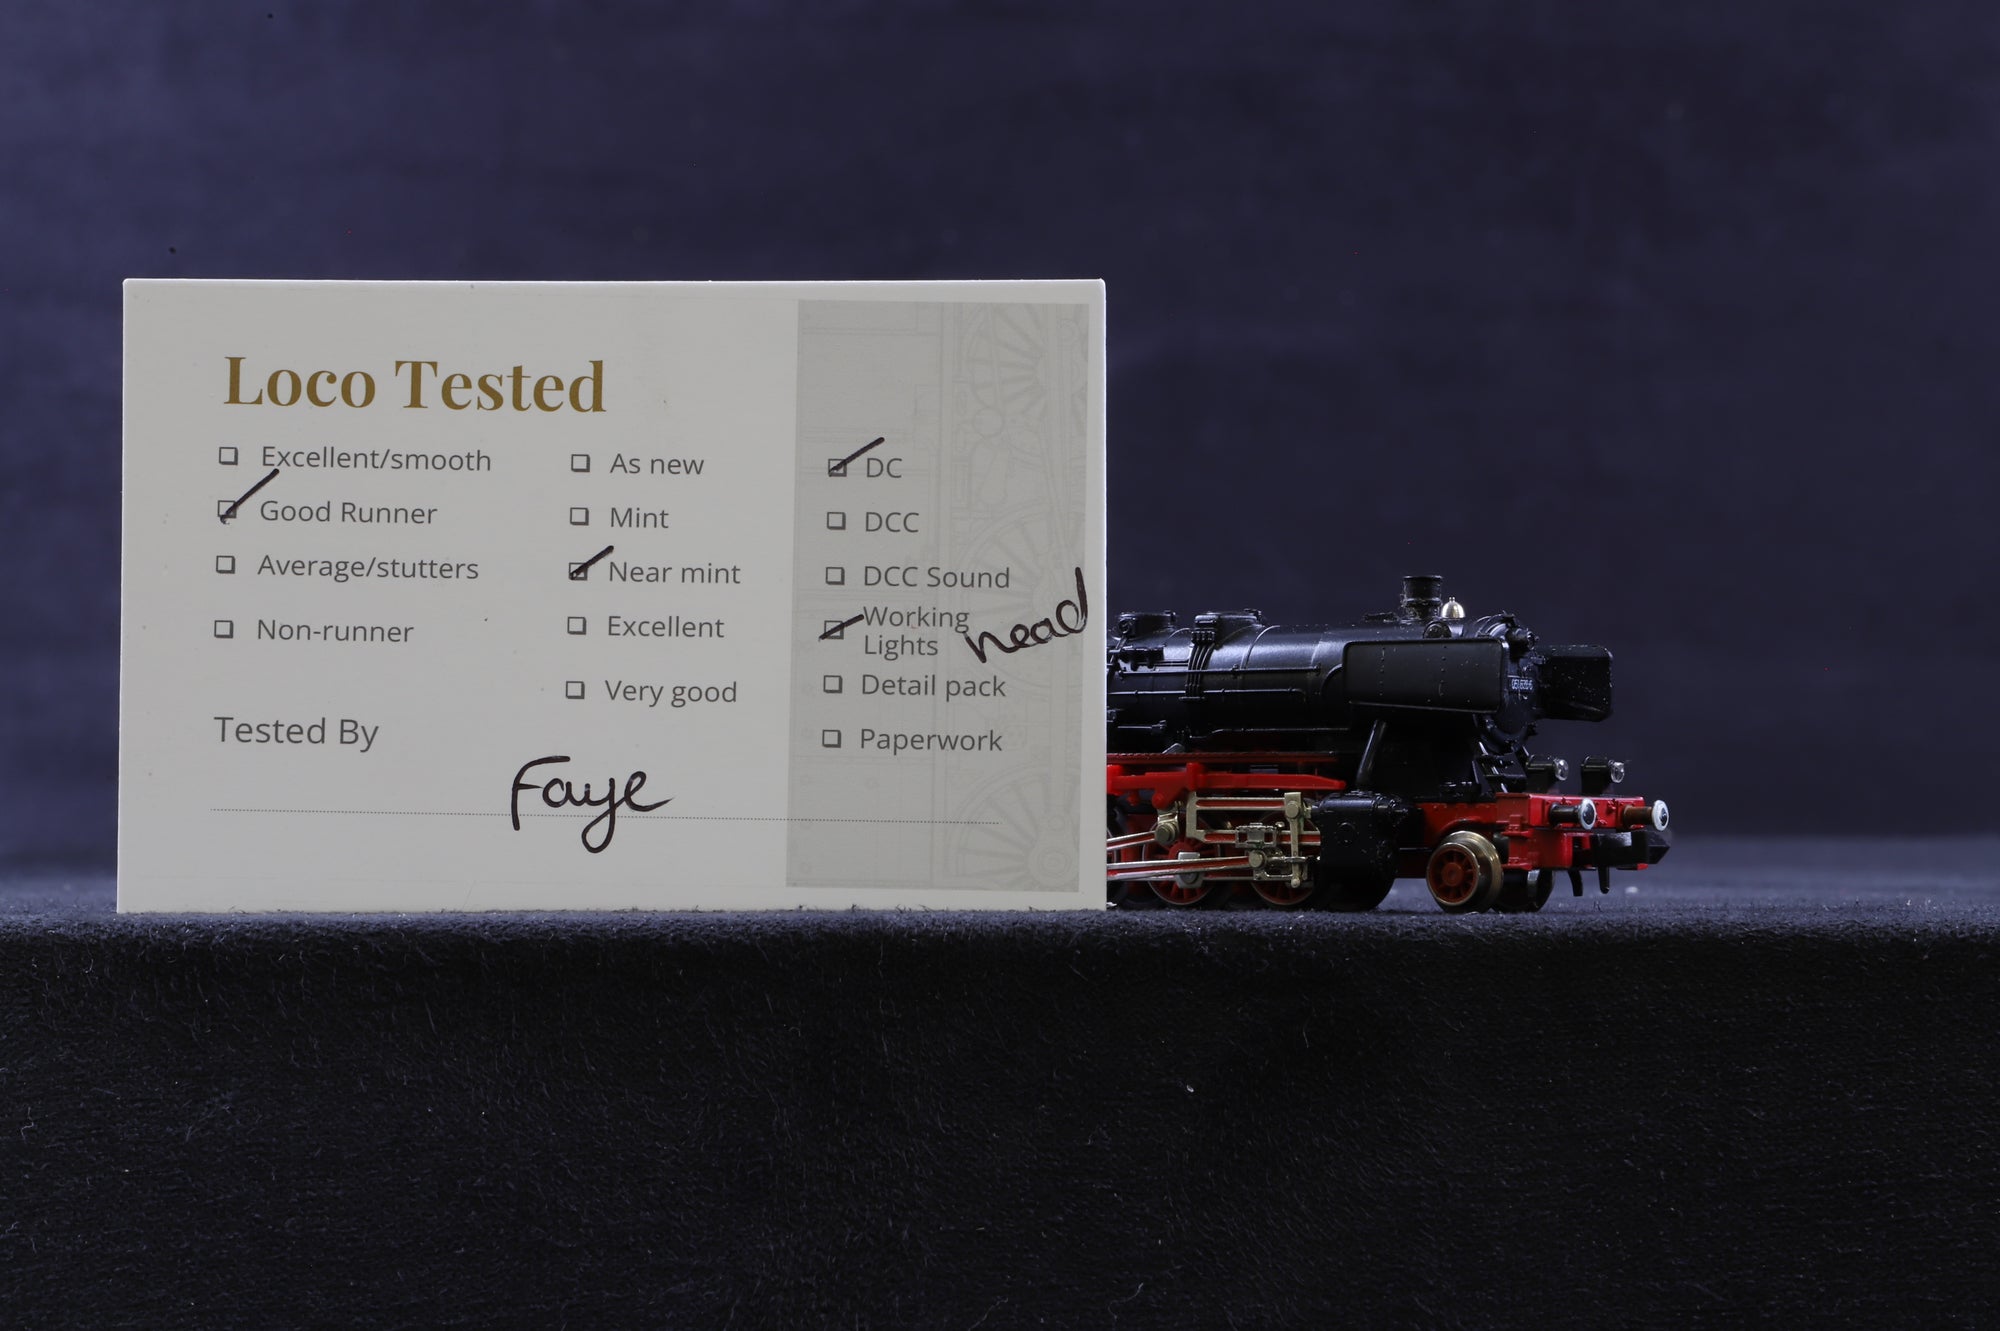 Loco Tested
Excellent/smooth
Good Runner
Average/stutters
Non-runner
As new
Mint
Near mint
Excellent
Very good
DC
DCC
DCC Sound
Working
Lights head
Detail pack
Paperwork
Tested By
Faye